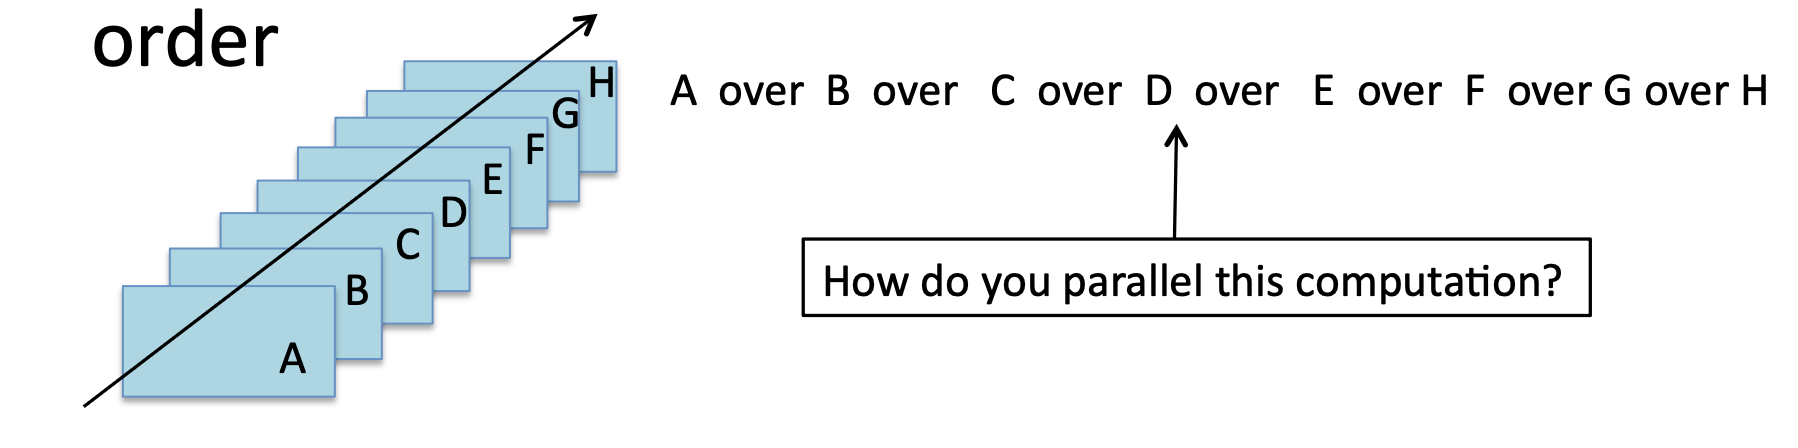 order
A over B over C over D over E over F over G over H
H
G
F
E
D
C
B
A
How do you parallel this computation?